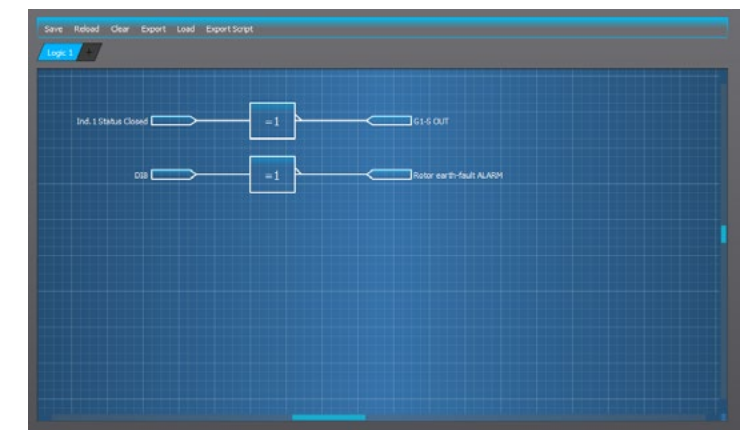 Save Reload Clear Export Load Export Script
Logic 1 +
Ind. 1 Status Closed =1 G1-S OUT
DI8 =1 Rotor earth-fault ALARM